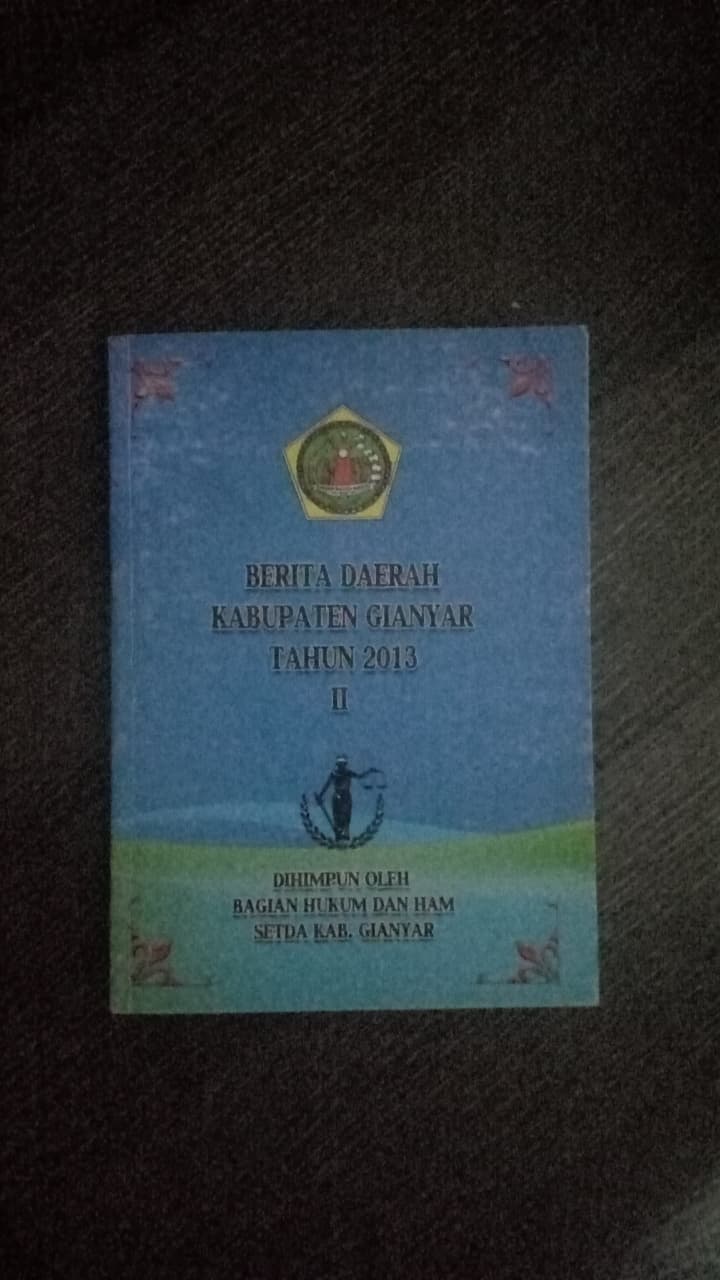 BERITA DAERAH
KABUPATEN GIANYAR
TAHUN 2013
II
DIHIMPUN OLEH
BAGIAN HUKUM DAN HAM
SETDA KAB. GIANYAR